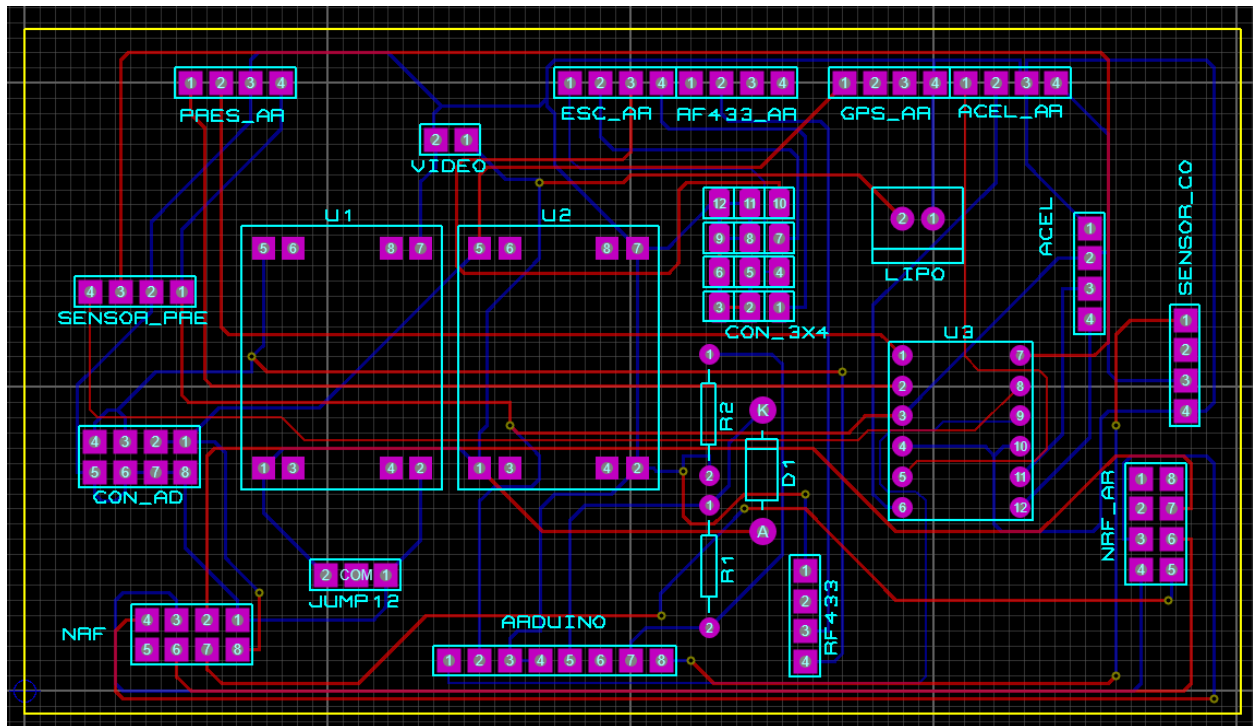 1 2 3 4
PRES_AR
1 2 3 4
ESC_AR
1 2 3 4
RF433_AR
1 2 3 4
GPS_AR
1 2 3 4
ACEL_AR
2 1
VIDEO
U1
5 6 8 7
1 3 4 2
U2
5 6 8 7
1 3 4 2
12 11 10
9 8 7
6 5 4
3 2 1
CON_3X4
2 1
LIPO
ACEL
1
2
3
4
SENSOR_CO
1
2
3
4
4 3 2 1
SENSOR_PRE
U3
1 7
2 8
3 9
4 10
5 11
6 12
1
R2
2
K
D1
A
1
R1
2
4 3 2 1
5 6 7 8
CON_AD
NRF_AR
1 8
2 7
3 6
4 5
2 COM 1
JUMP12
NRF
4 3 2 1
5 6 7 8
ARDUINO
1 2 3 4 5 6 7 8
RF433
1
2
3
4